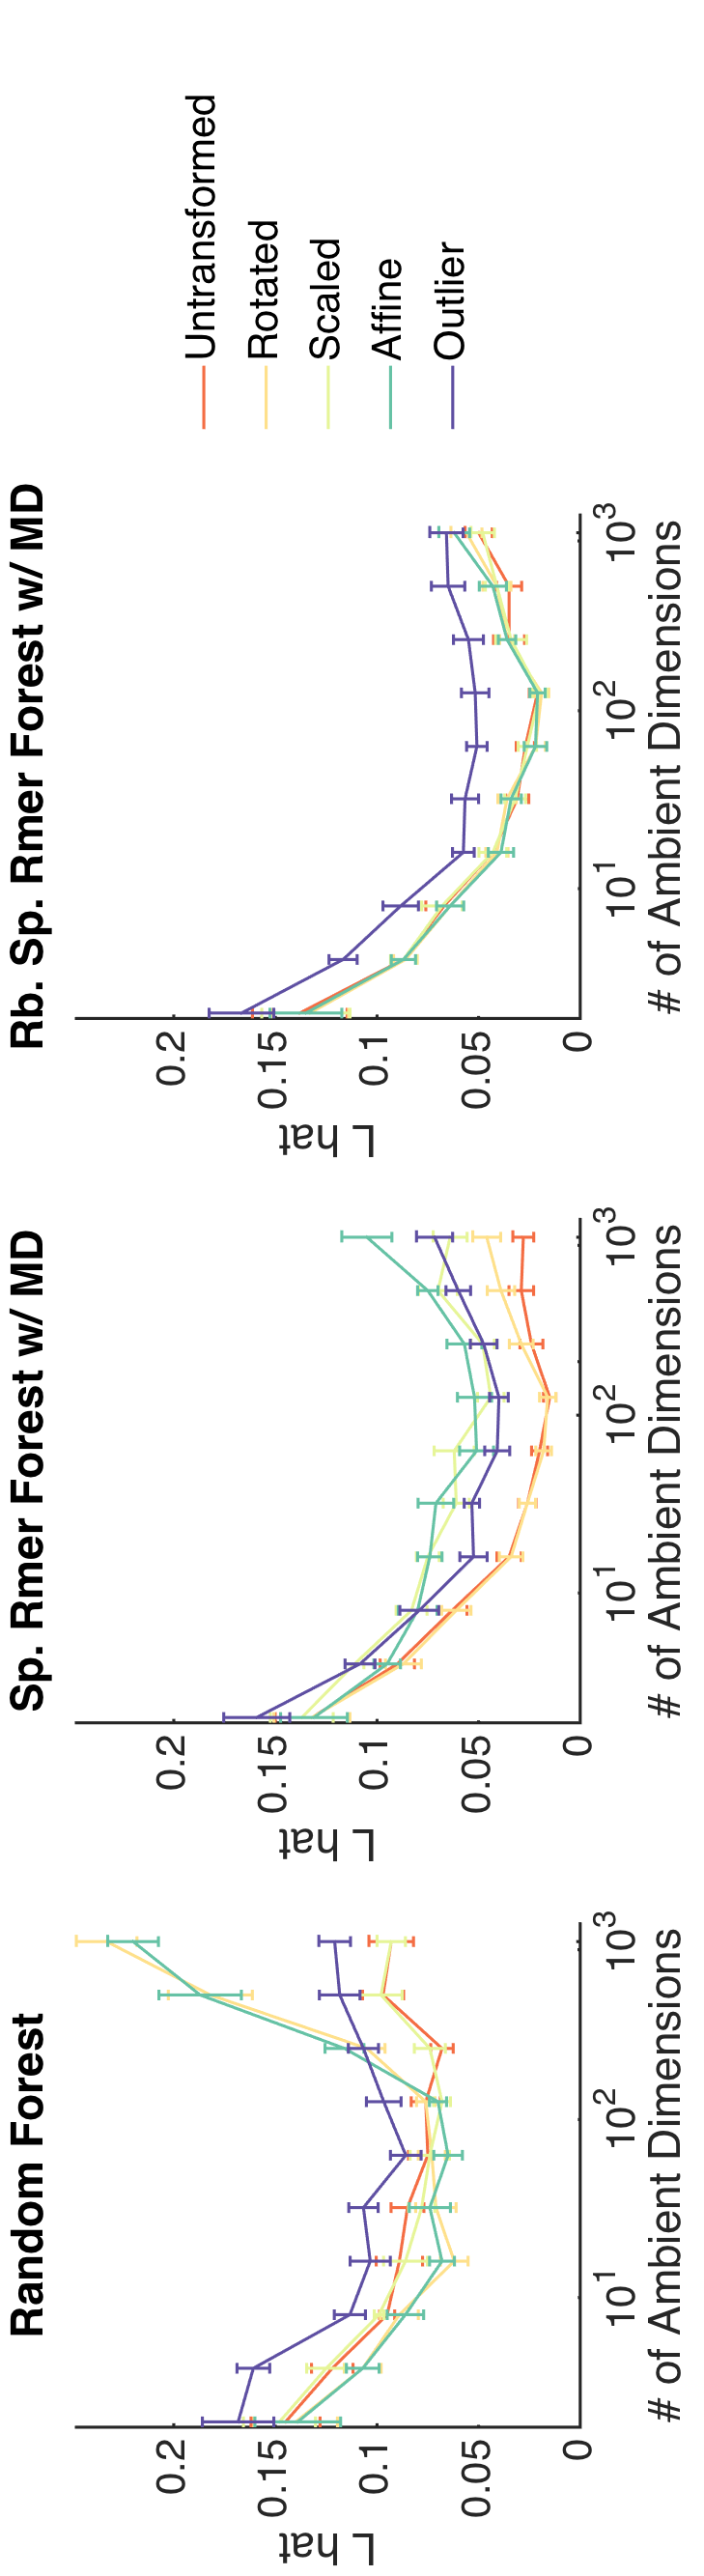 Random Forest
L hat
0.2
0.15
0.1
0.05
0
10^1
10^2
10^3
# of Ambient Dimensions
Sp. Rmer Forest w/ MD
L hat
0.2
0.15
0.1
0.05
0
10^1
10^2
10^3
# of Ambient Dimensions
Rb. Sp. Rmer Forest w/ MD
L hat
0.2
0.15
0.1
0.05
0
10^1
10^2
10^3
# of Ambient Dimensions
Untransformed
Rotated
Scaled
Affine
Outlier